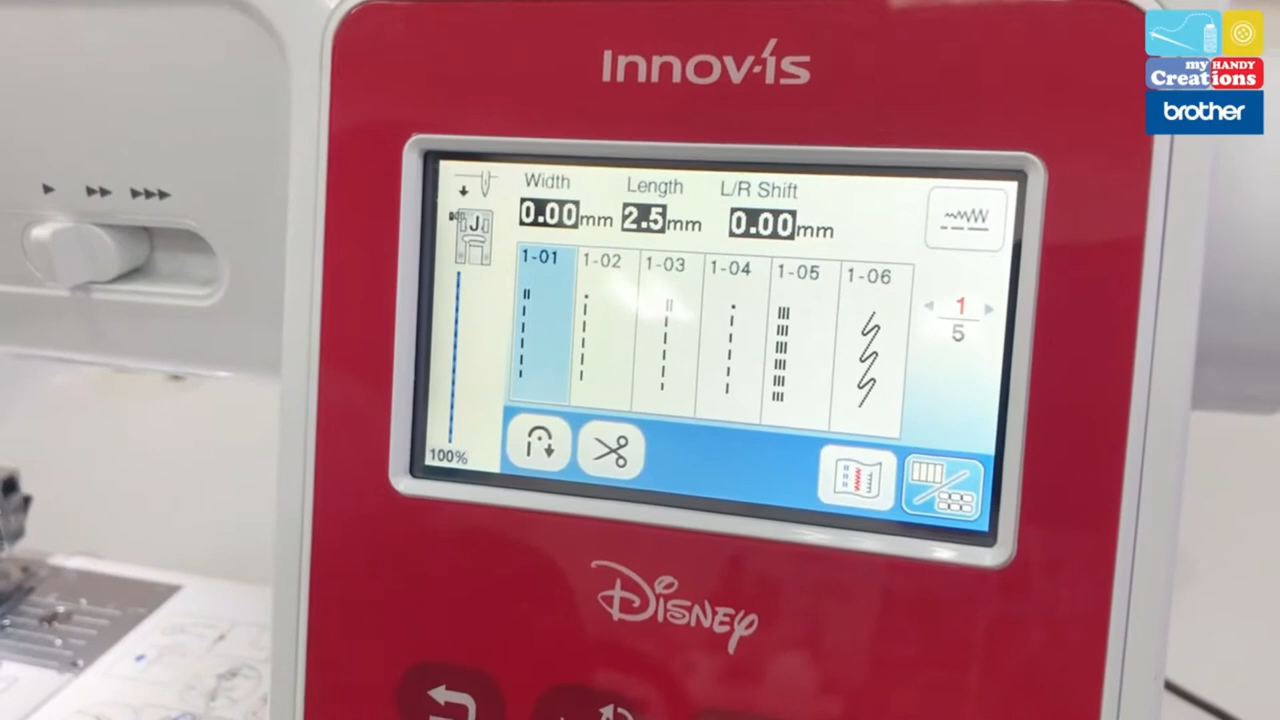 Innov-ís
my HANDY
Creations
brother
Width
Length
L/R Shift
0.00mm
2.5mm
0.00mm
J
1-01
1-02
1-03
1-04
1-05
1-06
1
5
100%
Disney